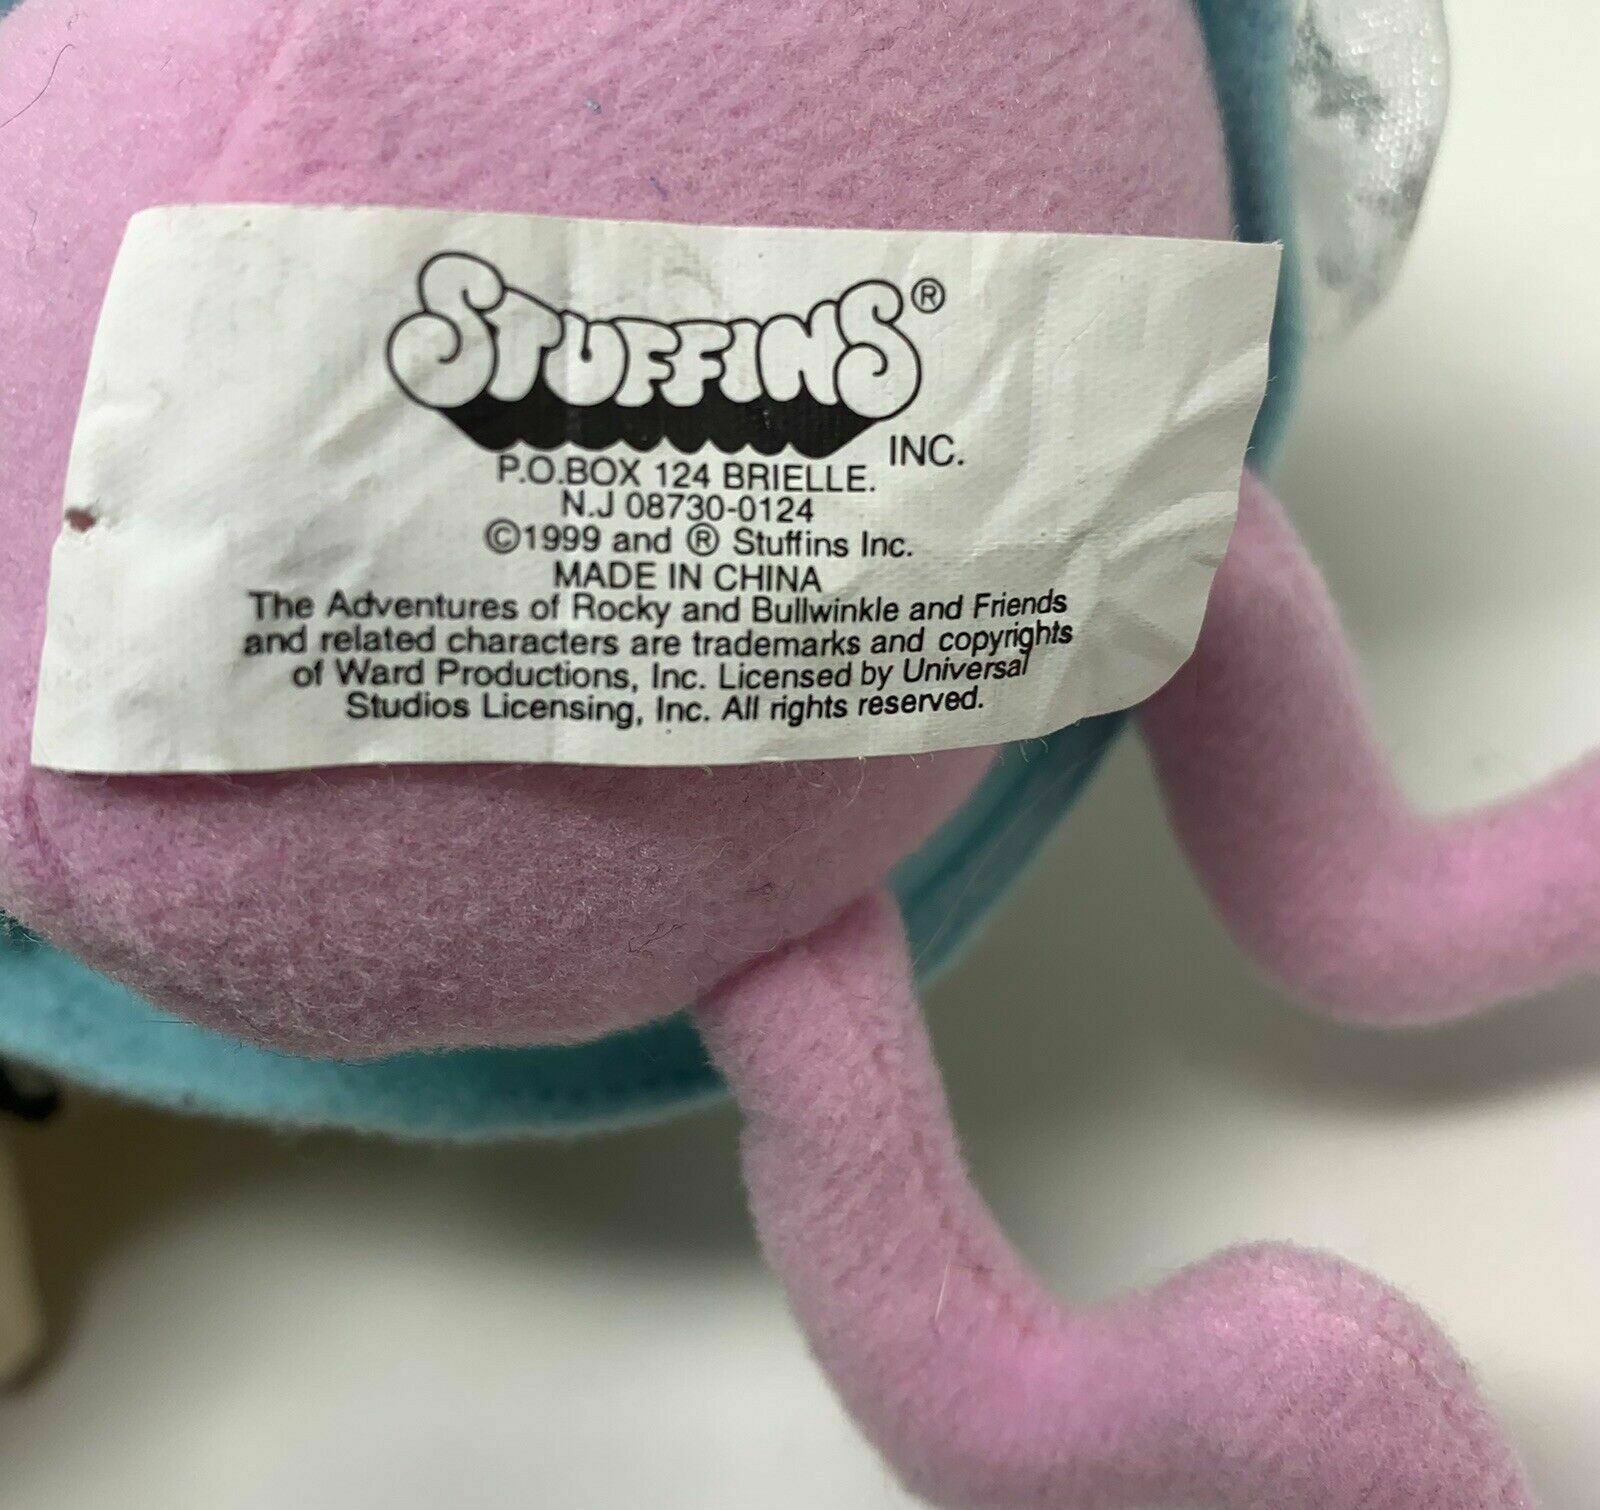 STUFFINS®
INC.
P.O.BOX 124 BRIELLE.
N.J 08730-0124
©1999 and ® Stuffins Inc.
MADE IN CHINA
The Adventures of Rocky and Bullwinkle and Friends
and related characters are trademarks and copyrights
of Ward Productions, Inc. Licensed by Universal
Studios Licensing, Inc. All rights reserved.